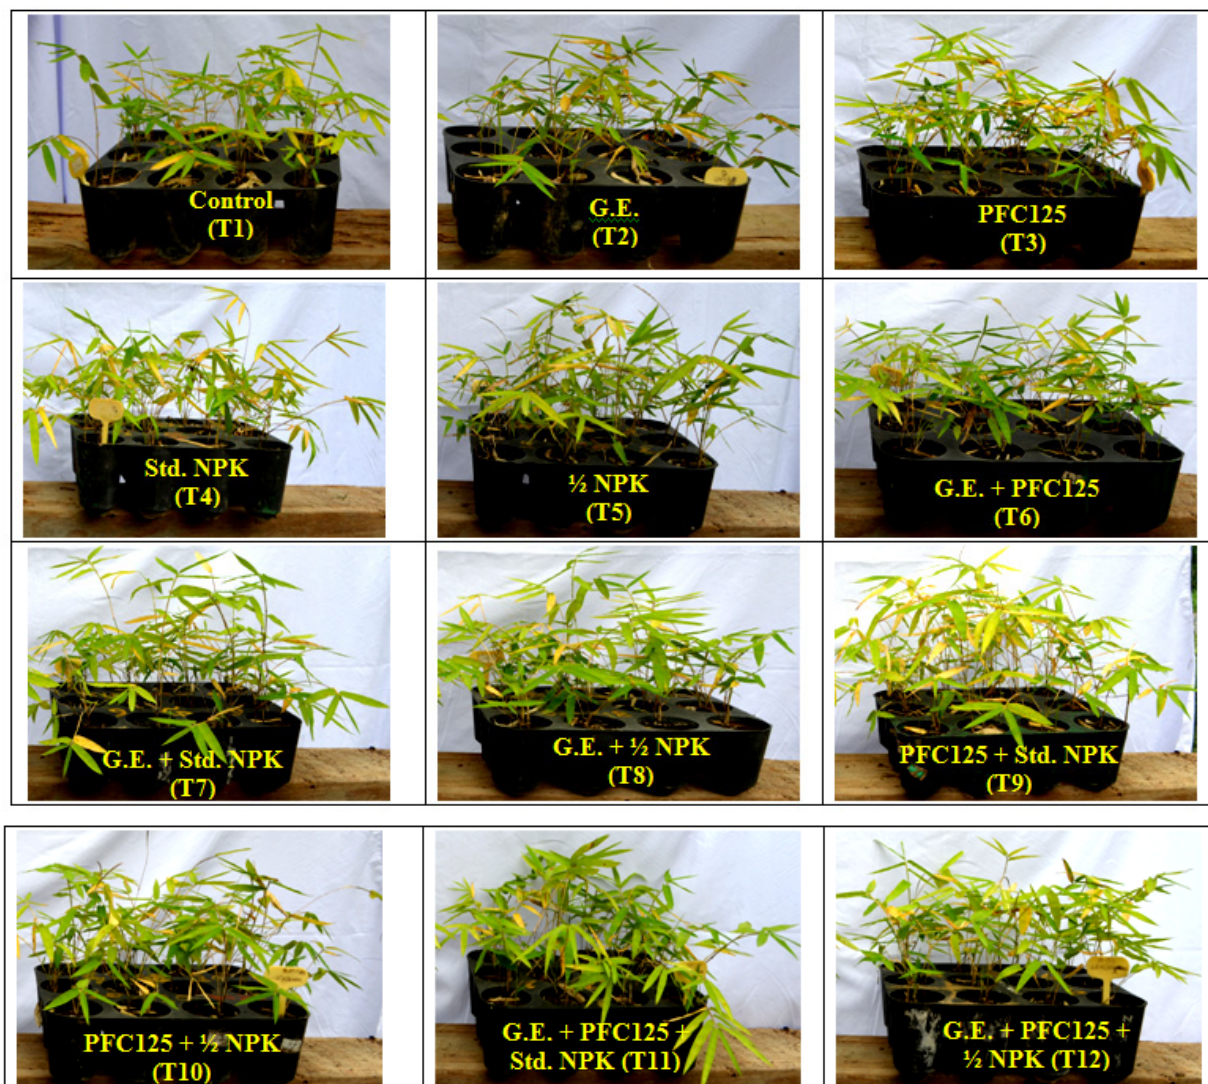 Control
(T1)
G.E.
(T2)
PFC125
(T3)
Std. NPK
(T4)
½ NPK
(T5)
G.E. + PFC125
(T6)
G.E. + Std. NPK
(T7)
G.E. + ½ NPK
(T8)
PFC125 + Std. NPK
(T9)
PFC125 + ½ NPK
(T10)
G.E. + PFC125 +
Std. NPK (T11)
G.E. + PFC125 +
½ NPK (T12)